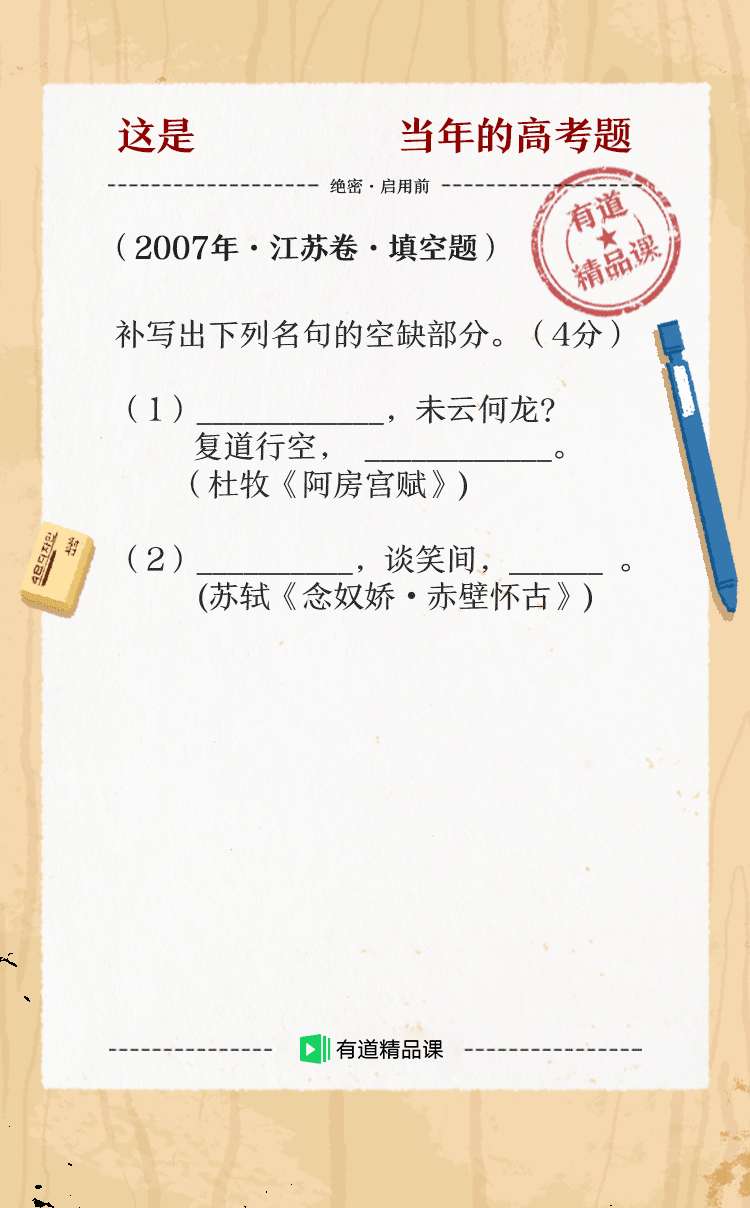 这是 当年的高考题
绝密·启用前
有道
精品课
（2007年·江苏卷·填空题）
补写出下列名句的空缺部分。（4分）
（1）____________，未云何龙？
复道行空，____________。
（杜牧《阿房宫赋》）
（2）__________，谈笑间，______。
(苏轼《念奴娇·赤壁怀古》)
有道精品课